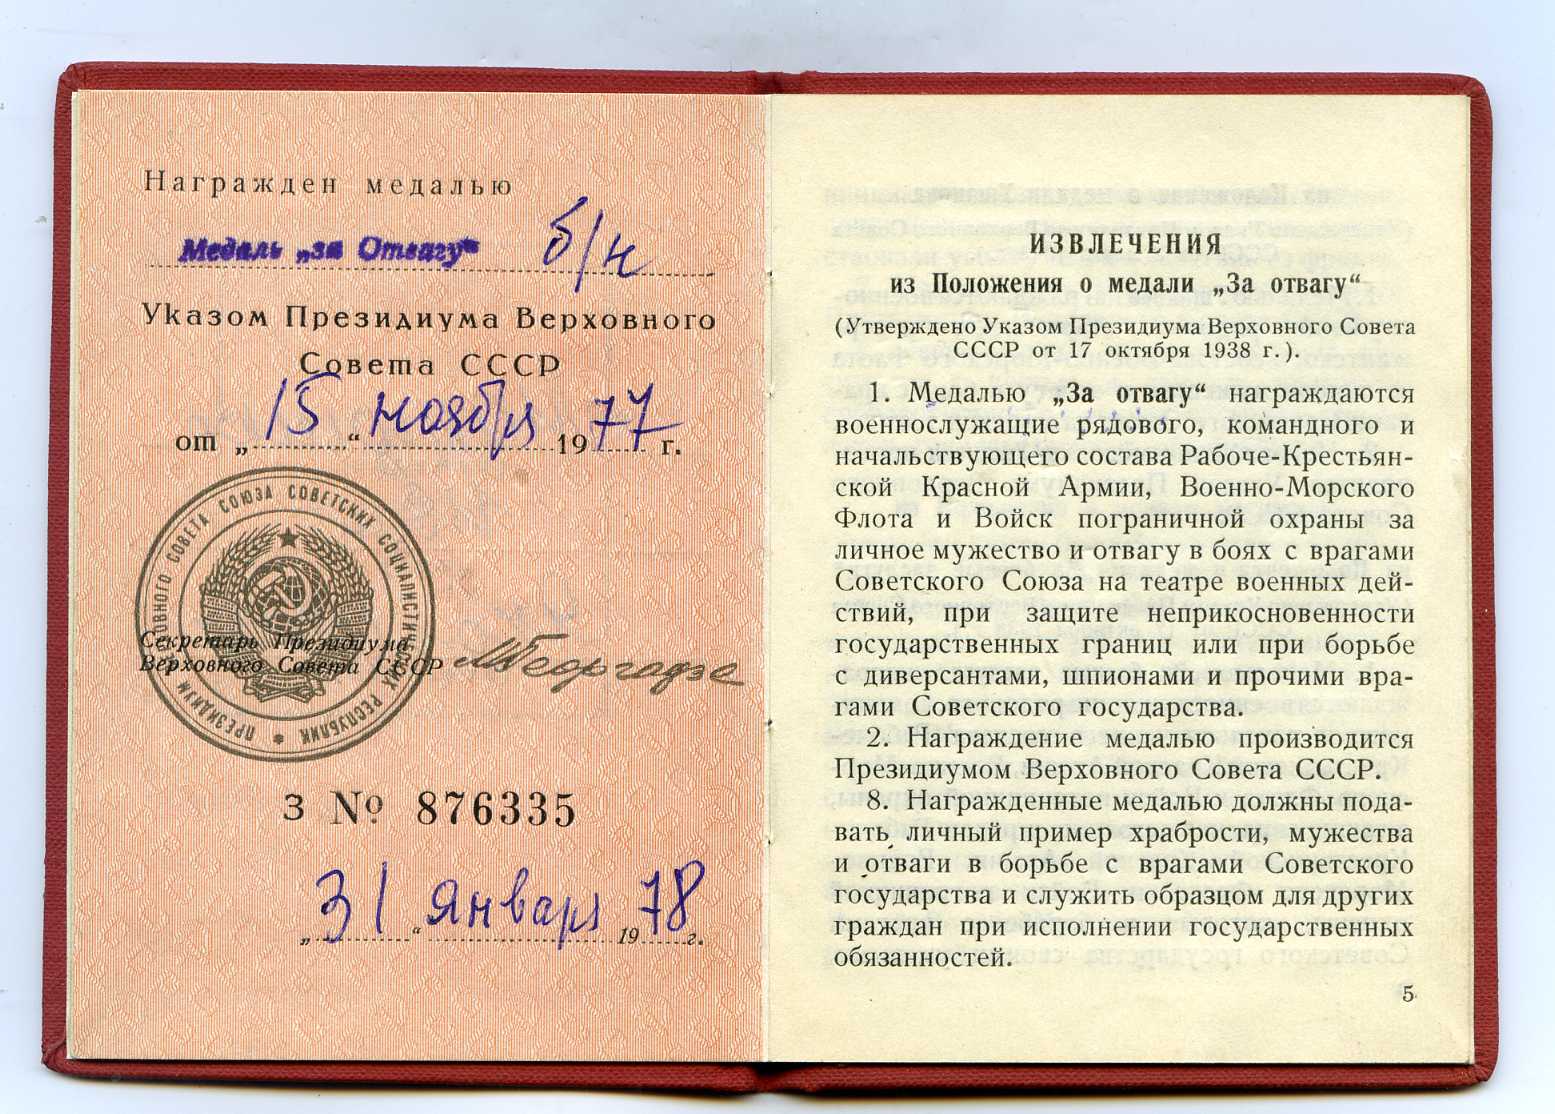 Награжден медалью
Медаль „за Отвагу“ б/н
Указом Президиума Верховного
Совета СССР
от „15“ ноября 1977 г.
ПРЕЗИДИУМ ВЕРХОВНОГО СОВЕТА СОЮЗА СОВЕТСКИХ СОЦИАЛИСТИЧЕСКИХ РЕСПУБЛИК
Секретарь Президиума
Верховного Совета СССР МГеоргадзе
З № 876335
„31“ января 1978 г.
ИЗВЛЕЧЕНИЯ
из Положения о медали „За отвагу“
(Утверждено Указом Президиума Верховного Совета
СССР от 17 октября 1938 г.).
1. Медалью „За отвагу“ награждаются
военнослужащие рядового, командного и
начальствующего состава Рабоче-Крестьян-
ской Красной Армии, Военно-Морского
Флота и Войск пограничной охраны за
личное мужество и отвагу в боях с врагами
Советского Союза на театре военных дей-
ствий, при защите неприкосновенности
государственных границ или при борьбе
с диверсантами, шпионами и прочими вра-
гами Советского государства.
2. Награждение медалью производится
Президиумом Верховного Совета СССР.
8. Награжденные медалью должны пода-
вать личный пример храбрости, мужества
и отваги в борьбе с врагами Советского
государства и служить образцом для других
граждан при исполнении государственных
обязанностей.
5